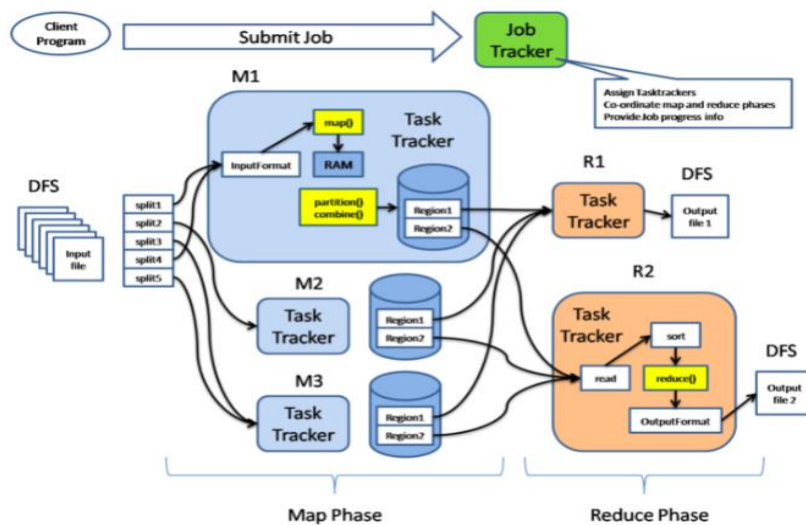 Client
Program
Submit Job
Job
Tracker
Assign Tasktrackers
Co-ordinate map and reduce phases
Provide Job progress info
M1
map()
Task
Tracker
InputFormat
RAM
partition()
combine()
Region1
Region2
DFS
Input
file
split1
split2
split3
split4
split5
M2
Task
Tracker
Region1
Region2
M3
Task
Tracker
Region1
Region2
R1
Task
Tracker
DFS
Output
file 1
R2
Task
Tracker
sort
read
reduce()
OutputFormat
DFS
Output
file 2
Map Phase
Reduce Phase